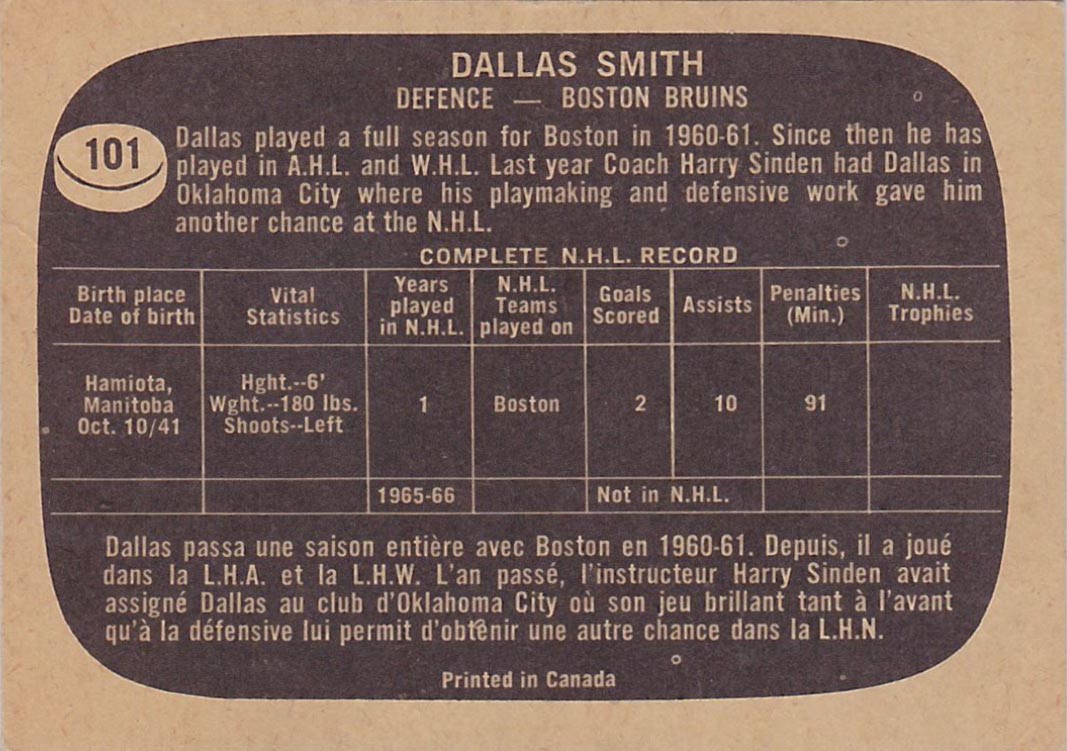 DALLAS SMITH
DEFENCE — BOSTON BRUINS
101
Dallas played a full season for Boston in 1960-61. Since then he has
played in A.H.L. and W.H.L. Last year Coach Harry Sinden had Dallas in
Oklahoma City where his playmaking and defensive work gave him
another chance at the N.H.L.
COMPLETE N.H.L. RECORD
Birth place
Date of birth
Vital
Statistics
Years
played
in N.H.L.
N.H.L.
Teams
played on
Goals
Scored
Assists
Penalties
(Min.)
N.H.L.
Trophies
Hamiota,
Manitoba
Oct. 10/41
Hght.--6'
Wght.--180 lbs.
Shoots--Left
1
Boston
2
10
91
1965-66
Not in N.H.L.
Dallas passa une saison entière avec Boston en 1960-61. Depuis, il a joué
dans la L.H.A. et la L.H.W. L'an passé, l'instructeur Harry Sinden avait
assigné Dallas au club d'Oklahoma City où son jeu brillant tant à l'avant
qu'à la défensive lui permit d'obtenir une autre chance dans la L.H.N.
Printed in Canada